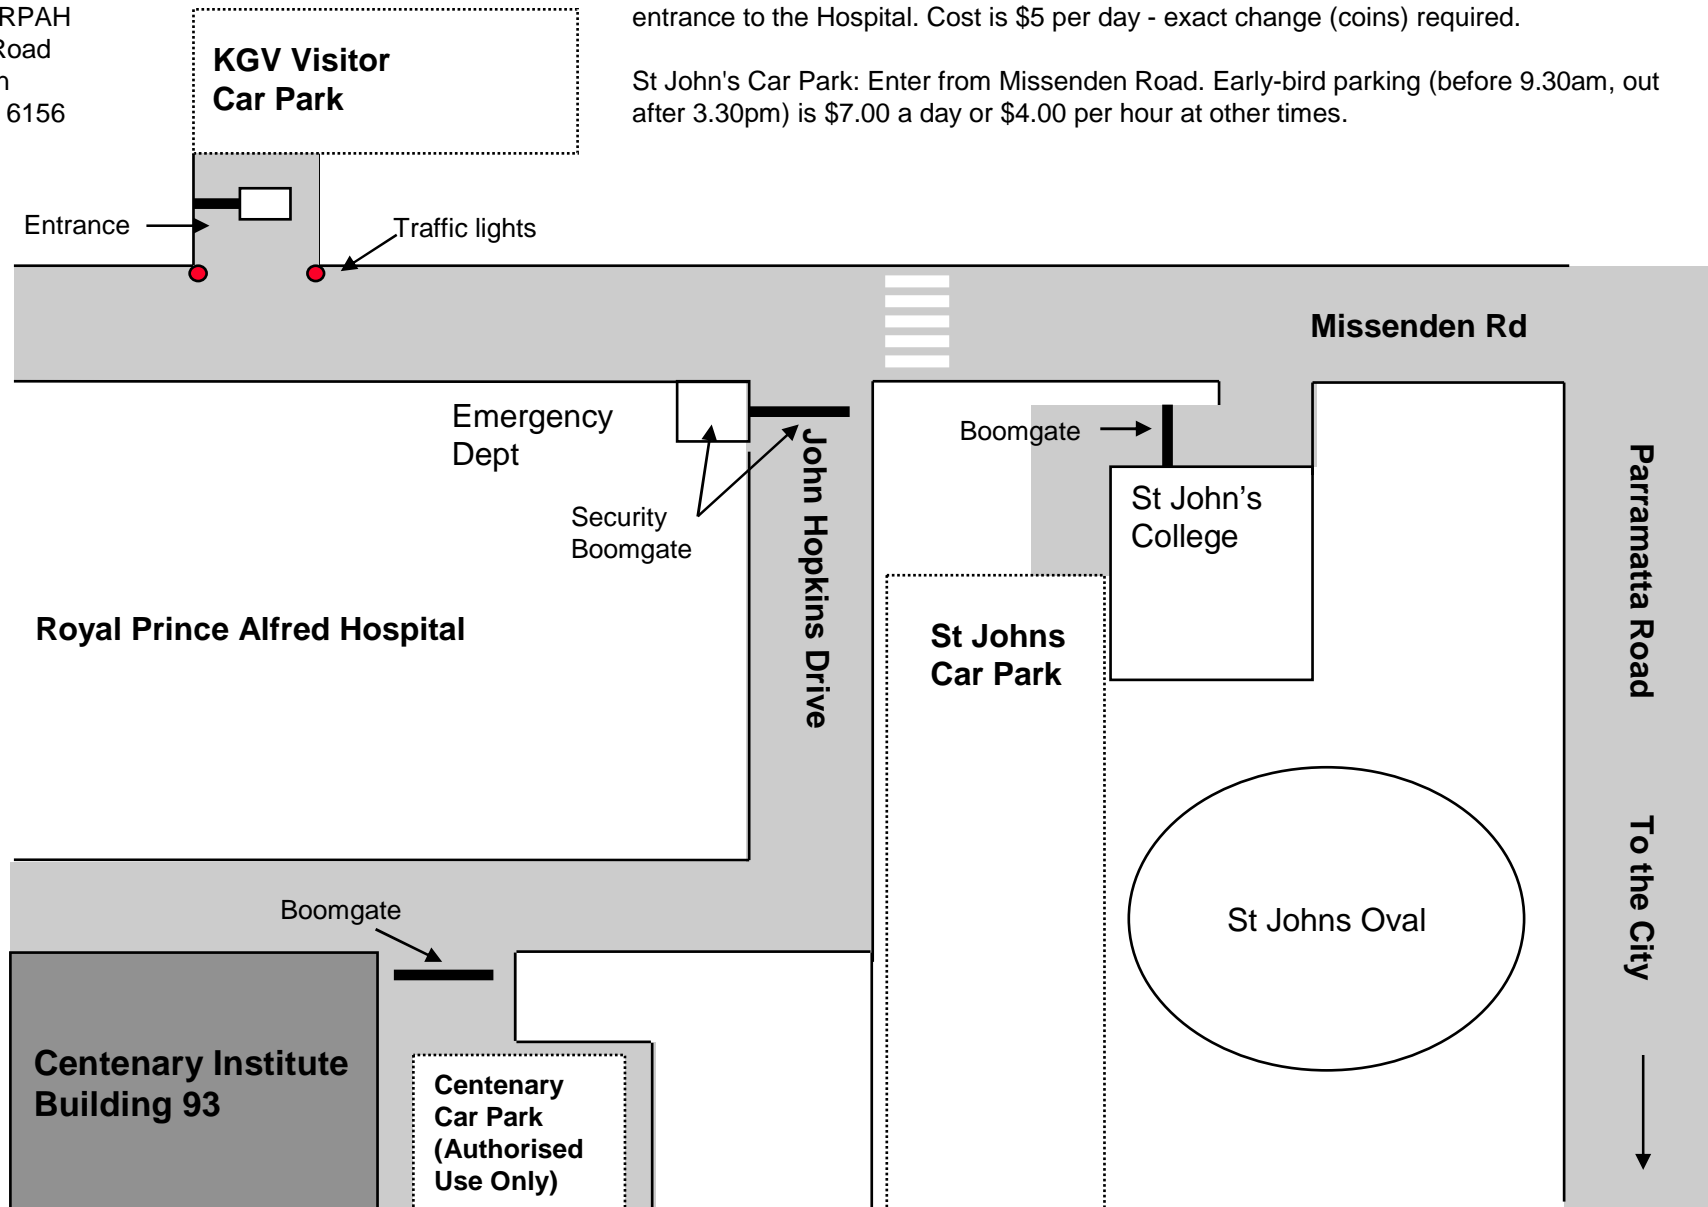 RPAH
Road
6156
entrance to the Hospital. Cost is $5 per day - exact change (coins) required.
St John's Car Park: Enter from Missenden Road. Early-bird parking (before 9.30am, out
after 3.30pm) is $7.00 a day or $4.00 per hour at other times.
KGV Visitor
Car Park
Entrance
Traffic lights
Missenden Rd
Emergency
Dept
Boomgate
Security
Boomgate
John Hopkins Drive
St John’s
College
Parramatta Road
Royal Prince Alfred Hospital
St Johns
Car Park
To the City
St Johns Oval
Boomgate
Centenary Institute
Building 93
Centenary
Car Park
(Authorised
Use Only)